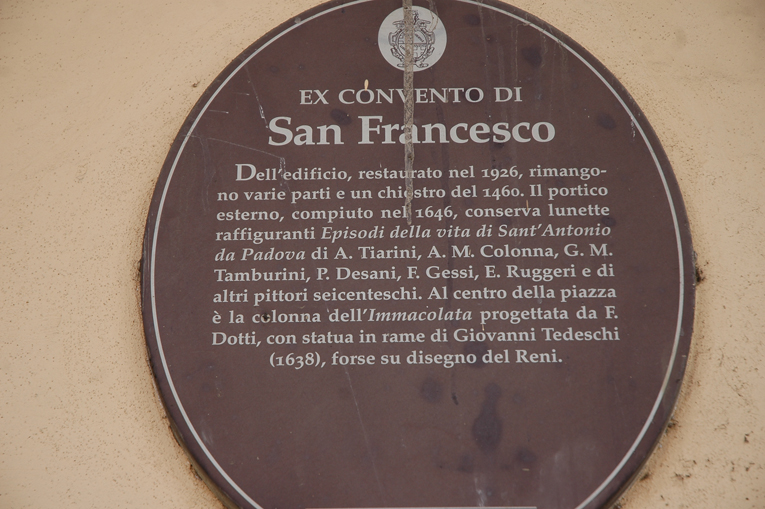 EX CONVENTO DI
San Francesco
Dell'edificio, restaurato nel 1926, rimango-
no varie parti e un chiostro del 1460. Il portico
esterno, compiuto nel 1646, conserva lunette
raffiguranti Episodi della vita di Sant'Antonio
da Padova di A. Tiarini, A. M. Colonna, G. M.
Tamburini, P. Desani, F. Gessi, E. Ruggeri e di
altri pittori seicenteschi. Al centro della piazza
è la colonna dell'Immacolata progettata da F.
Dotti, con statua in rame di Giovanni Tedeschi
(1638), forse su disegno del Reni.